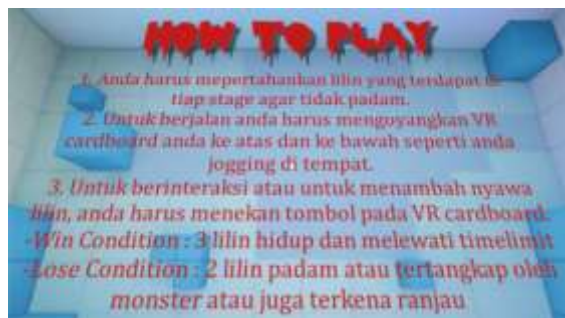 HOW TO PLAY
1. Anda harus mepertahankan lilin yang terdapat di
tiap stage agar tidak padam.
2. Untuk berjalan anda harus mengoyangkan VR
cardboard anda ke atas dan ke bawah seperti anda
jogging di tempat.
3. Untuk berinteraksi atau untuk menambah nyawa
lilin, anda harus menekan tombol pada VR cardboard.
-Win Condition : 3 lilin hidup dan melewati timelimit
-Lose Condition : 2 lilin padam atau tertangkap oleh
monster atau juga terkena ranjau